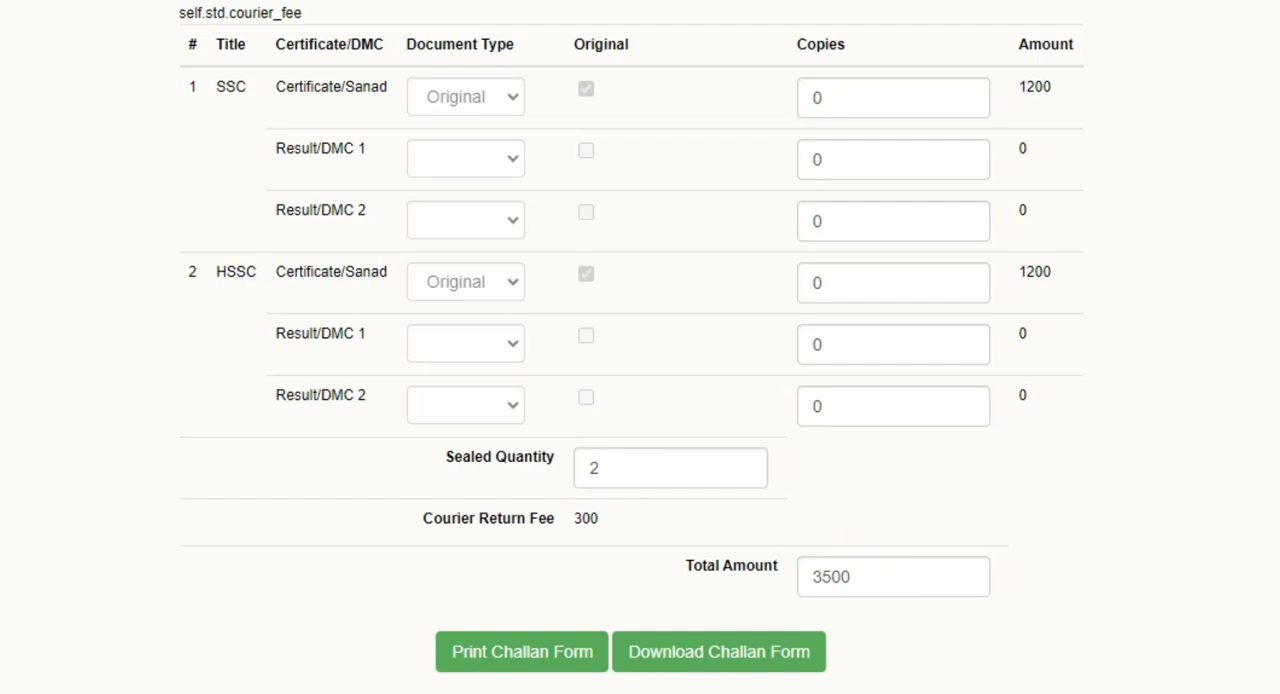 self.std.courier_fee
# Title Certificate/DMC Document Type Original Copies Amount
1 SSC Certificate/Sanad Original 0 1200
Result/DMC 1 0 0
Result/DMC 2 0 0
2 HSSC Certificate/Sanad Original 0 1200
Result/DMC 1 0 0
Result/DMC 2 0 0
Sealed Quantity 2
Courier Return Fee 300
Total Amount 3500
Print Challan Form Download Challan Form